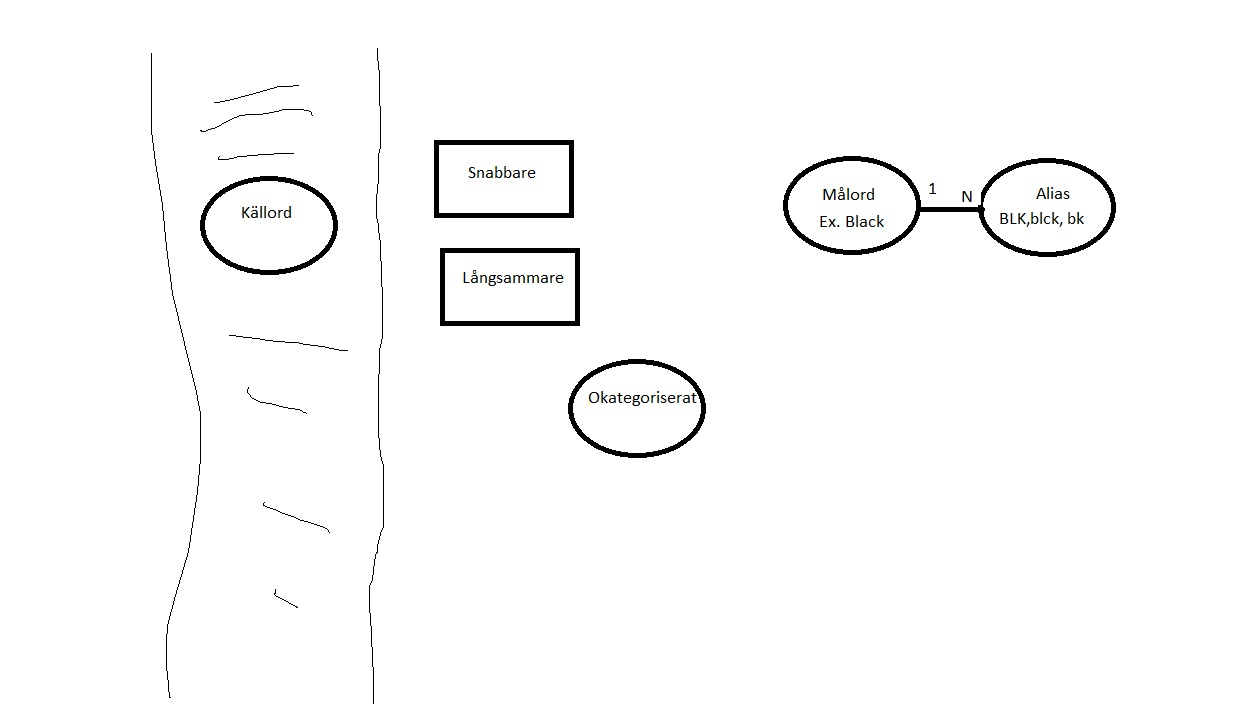 Källord
Snabbare
Långsammare
Okategoriserat
Målord
Ex. Black
1
N
Alias
BLK,blck, bk